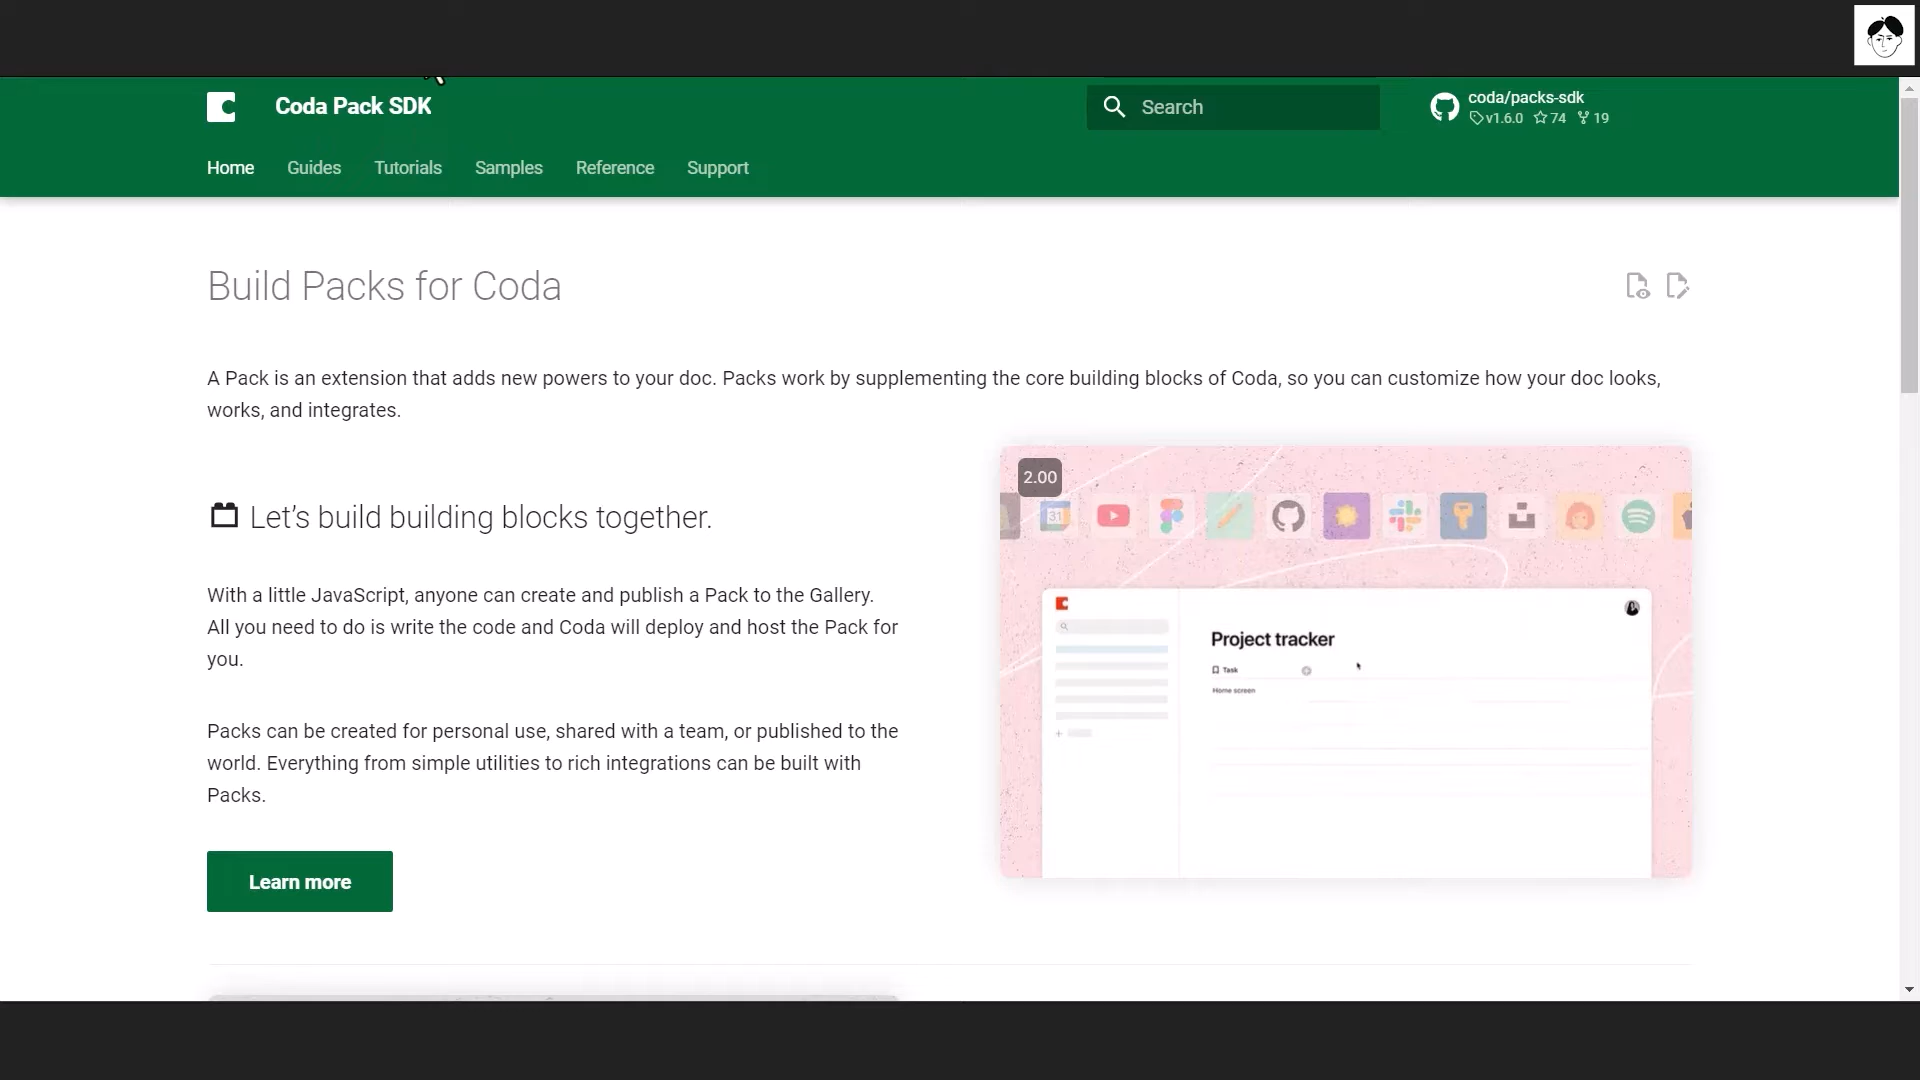 Coda Pack SDK
Search
coda/packs-sdk
v1.6.0 74 19
Home Guides Tutorials Samples Reference Support
Build Packs for Coda
A Pack is an extension that adds new powers to your doc. Packs work by supplementing the core building blocks of Coda, so you can customize how your doc looks,
works, and integrates.
Let’s build building blocks together.
With a little JavaScript, anyone can create and publish a Pack to the Gallery.
All you need to do is write the code and Coda will deploy and host the Pack for
you.
Packs can be created for personal use, shared with a team, or published to the
world. Everything from simple utilities to rich integrations can be built with
Packs.
Learn more
2.00
31
Project tracker
Task
Home screen